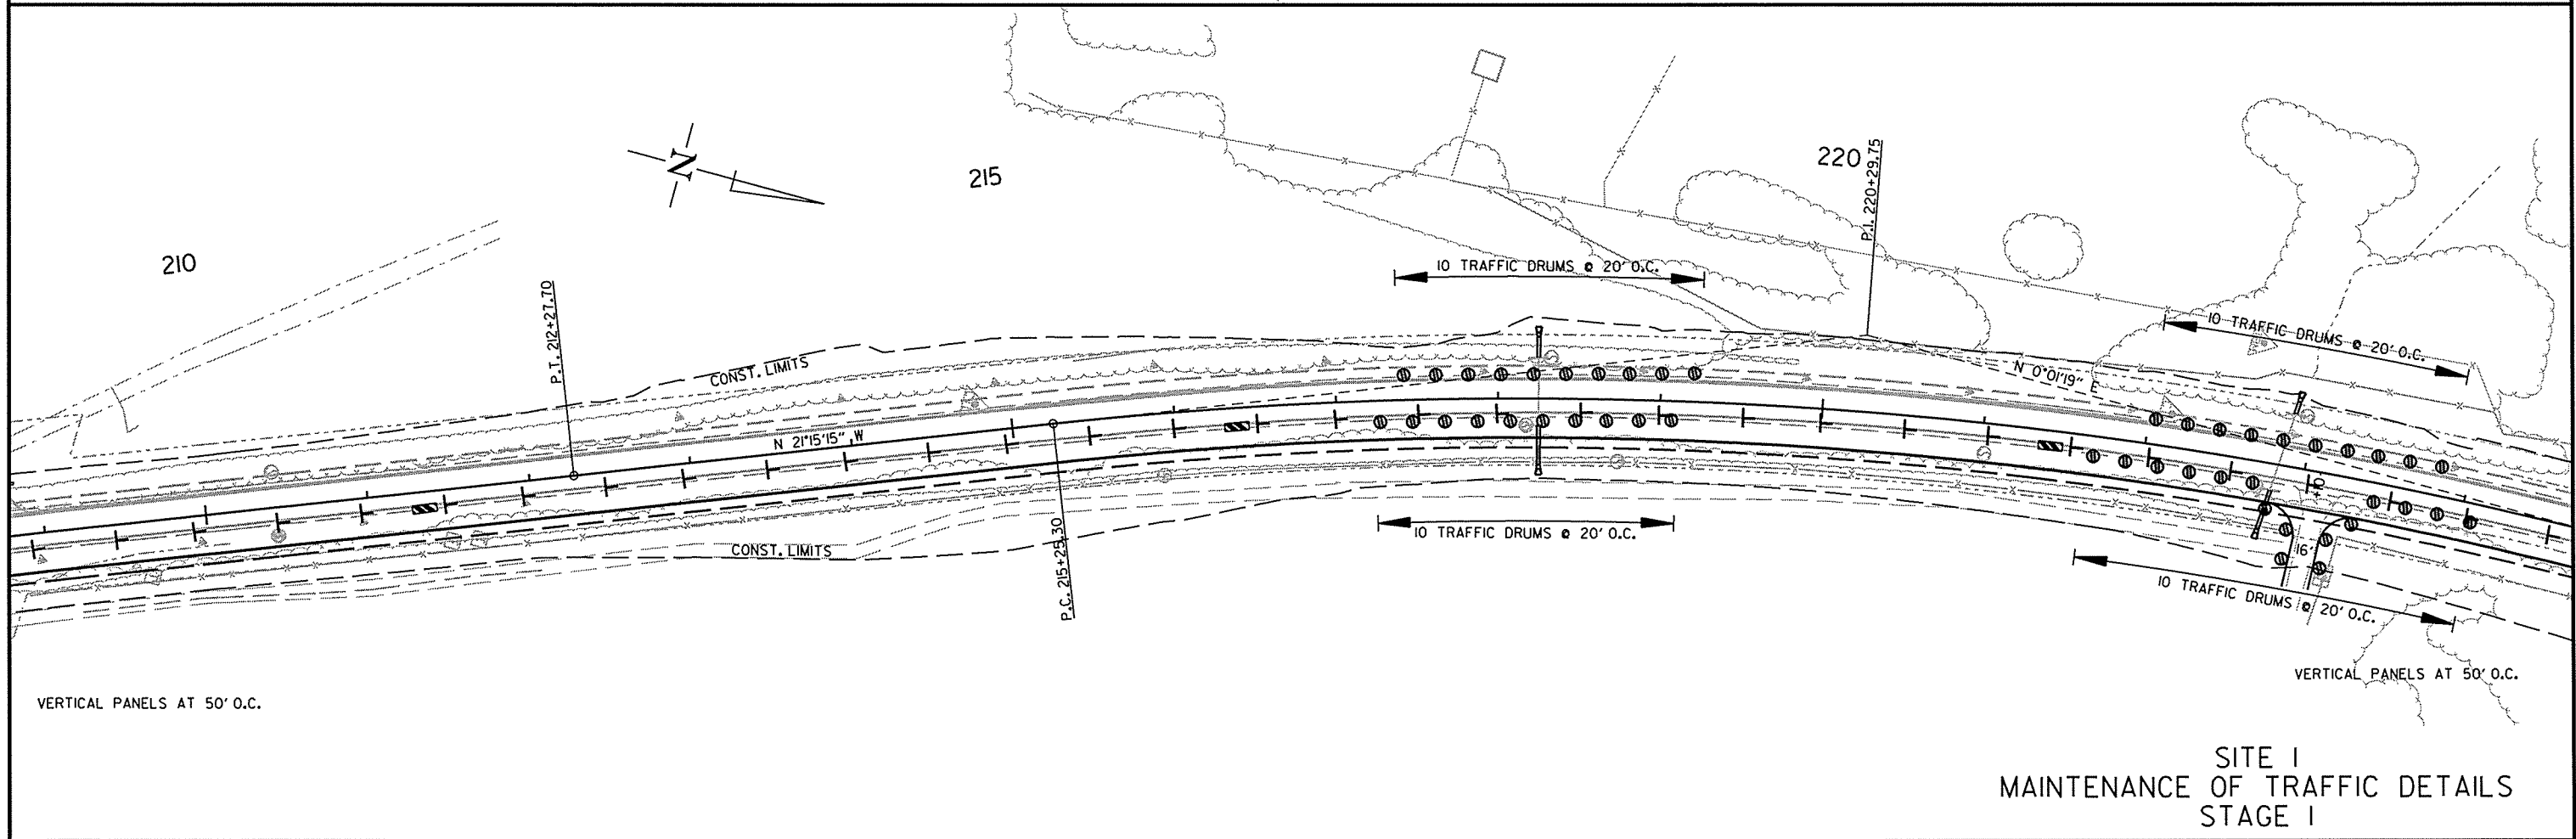 210
215
220
N
P.T. 212+27.70
P.I. 220+29.75
10 TRAFFIC DRUMS @ 20' O.C.
10 TRAFFIC DRUMS @ 20' O.C.
CONST. LIMITS
N 0°01'19" E
N 21°15'15" W
+10
10 TRAFFIC DRUMS @ 20' O.C.
CONST. LIMITS
P.C. 215+25.30
16'
10 TRAFFIC DRUMS @ 20' O.C.
VERTICAL PANELS AT 50' O.C.
VERTICAL PANELS AT 50' O.C.
SITE 1
MAINTENANCE OF TRAFFIC DETAILS
STAGE 1